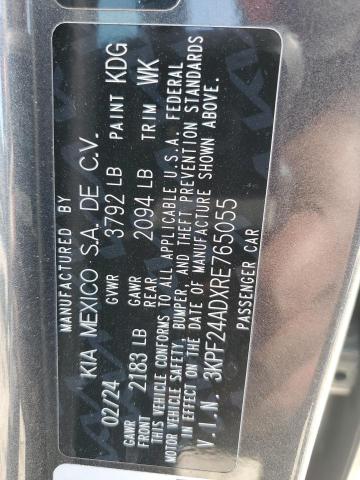 MANUFACTURED BY
KIA MEXICO S.A. DE C.V.
02/24 GVWR 3792 LB PAINT KDG
GAWR FRONT 2183 LB GAWR REAR 2094 LB TRIM WK
THIS VEHICLE CONFORMS TO ALL APPLICABLE U.S.A. FEDERAL
MOTOR VEHICLE SAFETY, BUMPER, AND THEFT PREVENTION STANDARDS
IN EFFECT ON THE DATE OF MANUFACTURE SHOWN ABOVE.
V.I.N. 3KPF24ADXRE765055
PASSENGER CAR